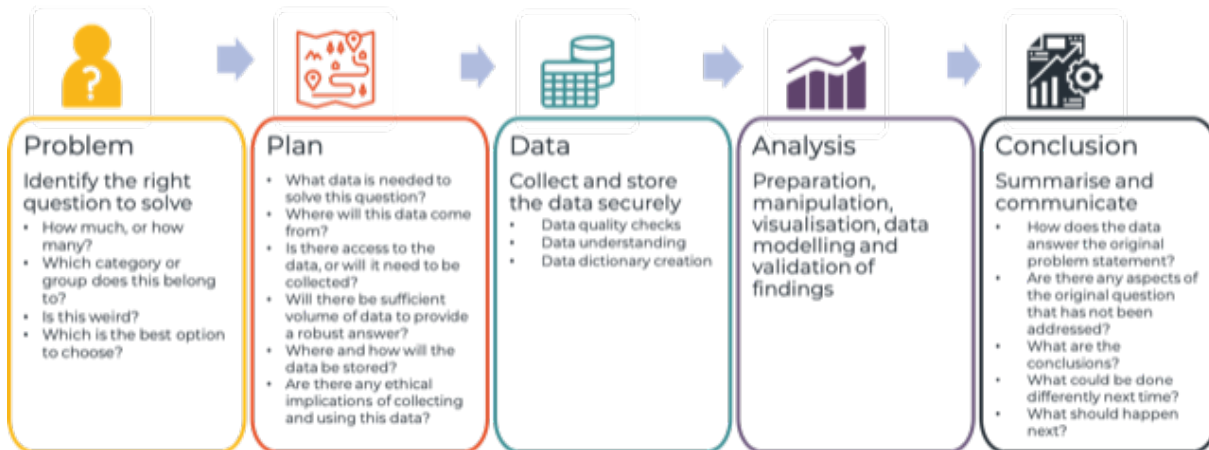 ?
Problem
Identify the right
question to solve
• How much, or how
many?
• Which category or
group does this belong
to?
• Is this weird?
• Which is the best option
to choose?
Plan
• What data is needed to
solve this question?
• Where will this data come
from?
• Is there access to the
data, or will it need to be
collected?
• Will there be sufficient
volume of data to provide
a robust answer?
• Where and how will the
data be stored?
• Are there any ethical
implications of collecting
and using this data?
Data
Collect and store
the data securely
• Data quality checks
• Data understanding
• Data dictionary creation
Analysis
Preparation,
manipulation,
visualisation, data
modelling and
validation of
findings
Conclusion
Summarise and
communicate
• How does the data
answer the original
problem statement?
• Are there any aspects of
the original question
that has not been
addressed?
• What are the
conclusions?
• What could be done
differently next time?
• What should happen
next?